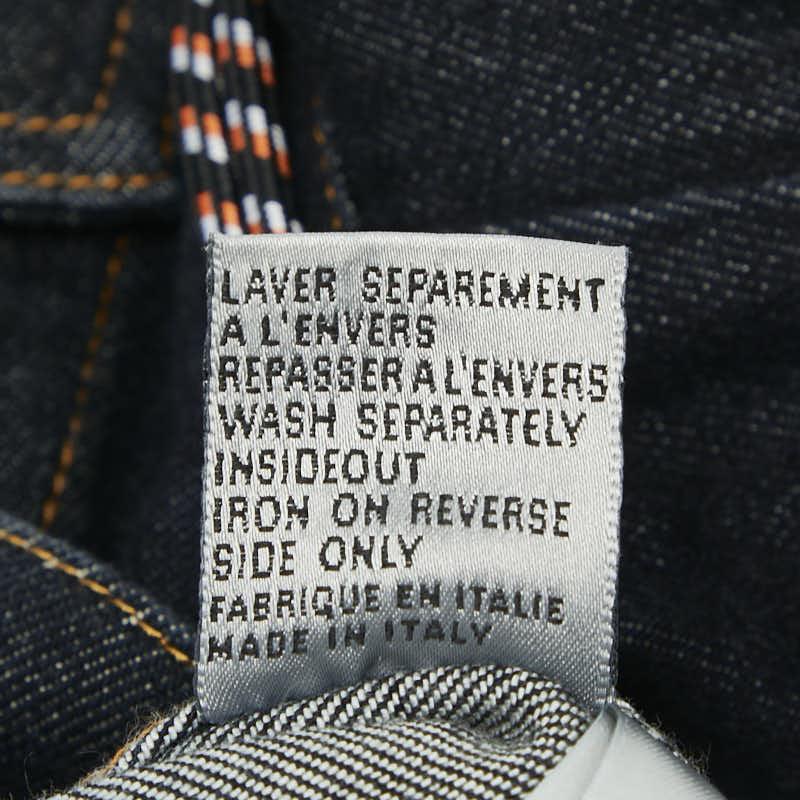 LAVER SEPAREMENT
A L'ENVERS
REPASSER A L'ENVERS
WASH SEPARATELY
INSIDEOUT
IRON ON REVERSE
SIDE ONLY
FABRIQUE EN ITALIE
MADE IN ITALY